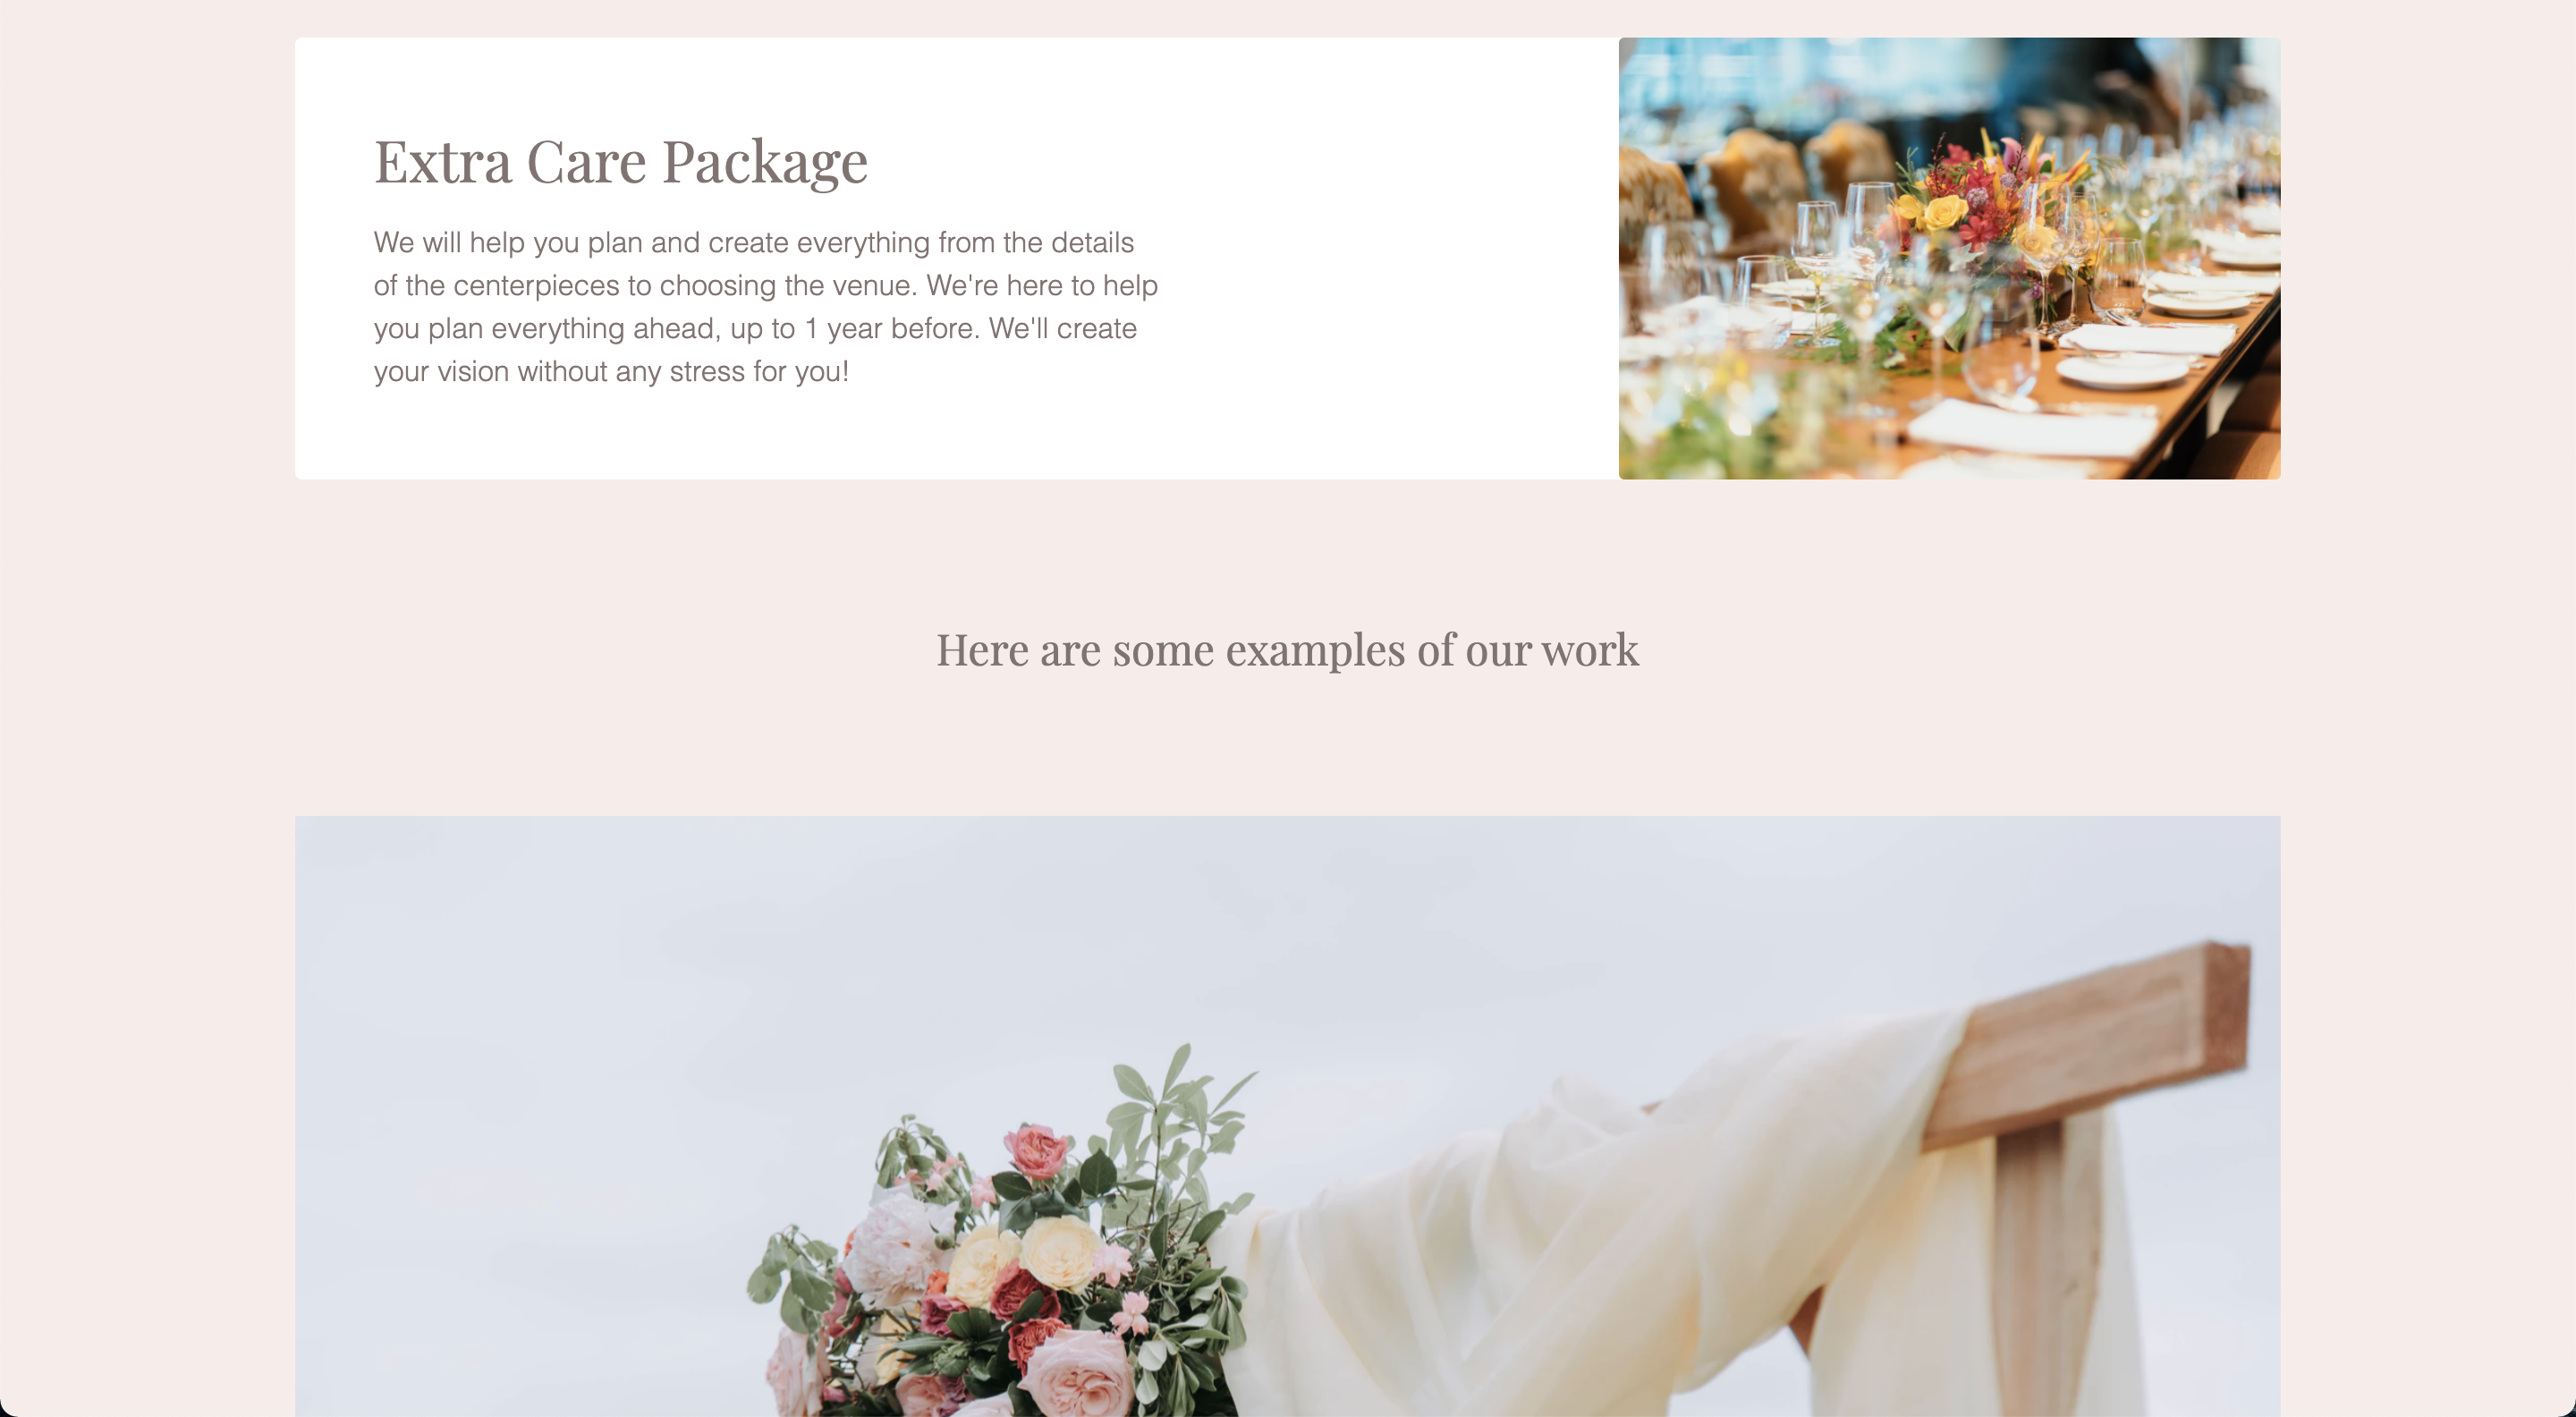 Extra Care Package
We will help you plan and create everything from the details
of the centerpieces to choosing the venue. We're here to help
you plan everything ahead, up to 1 year before. We'll create
your vision without any stress for you!
Here are some examples of our work